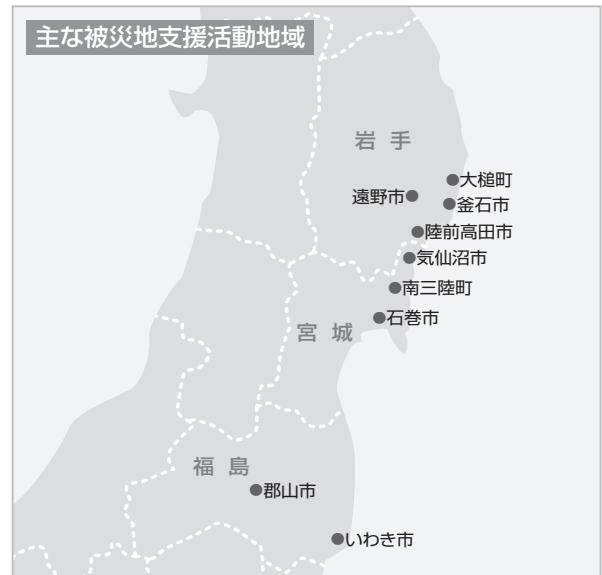 主な被災地支援活動地域
岩 手
大槌町
遠野市
釜石市
陸前高田市
気仙沼市
南三陸町
石巻市
宮 城
福 島
郡山市
いわき市